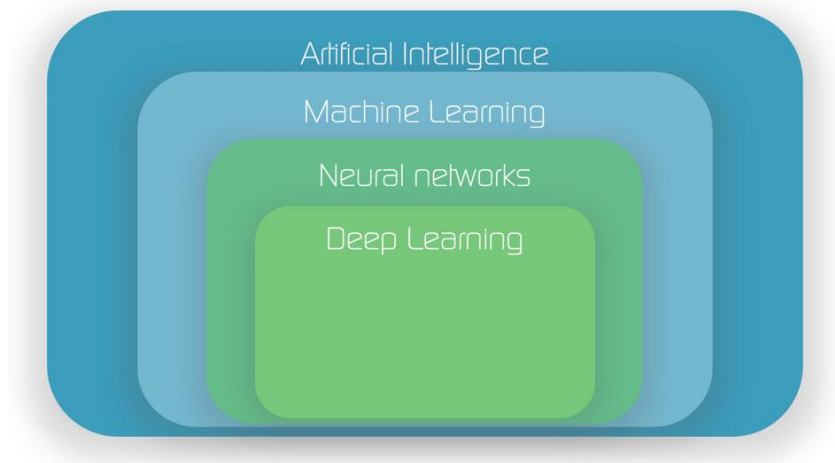 Artificial Intelligence
Machine Learning
Neural networks
Deep Learning